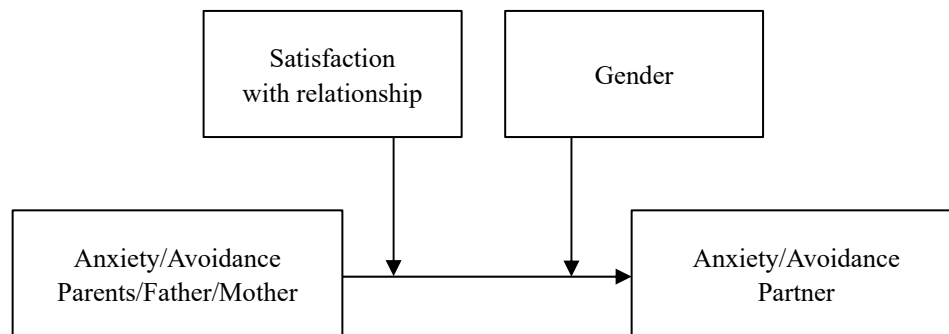 Satisfaction
with relationship
Gender
Anxiety/Avoidance
Parents/Father/Mother
Anxiety/Avoidance
Partner